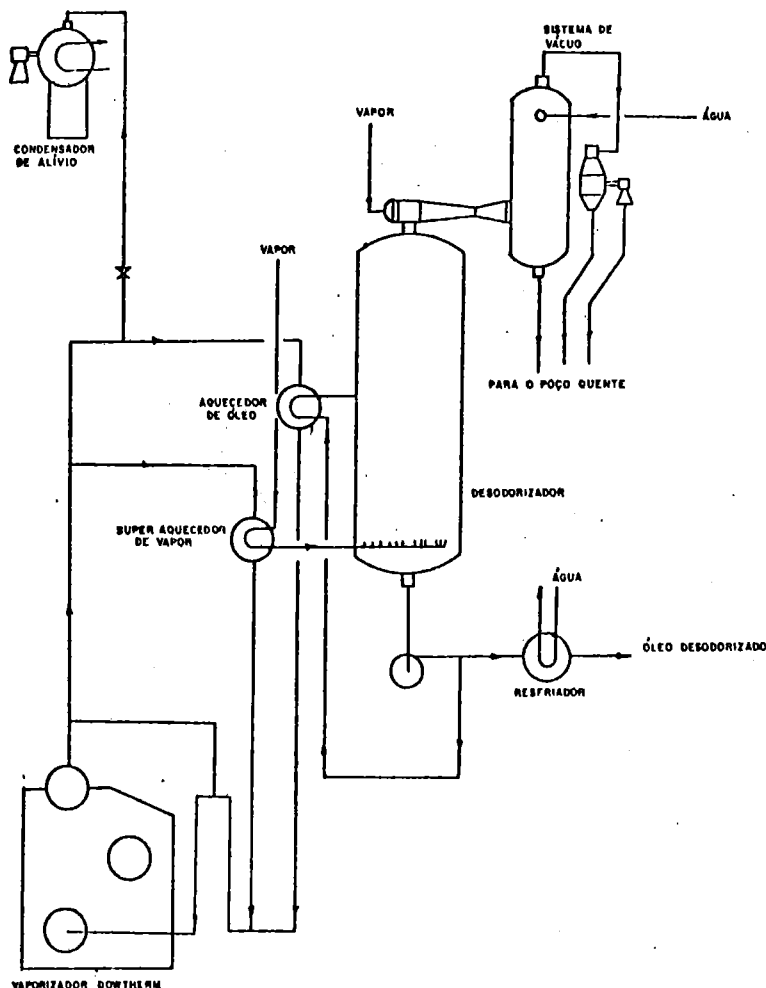 SISTEMA DE
VÁCUO
VAPOR
ÁGUA
CONDENSADOR
DE ALÍVIO
VAPOR
PARA O POÇO QUENTE
AQUECEDOR
DE ÓLEO
DESODORIZADOR
SUPER AQUECEDOR
DE VAPOR
ÁGUA
ÓLEO DESODORIZADO
RESFRIADOR
VAPORIZADOR DOWTHERM